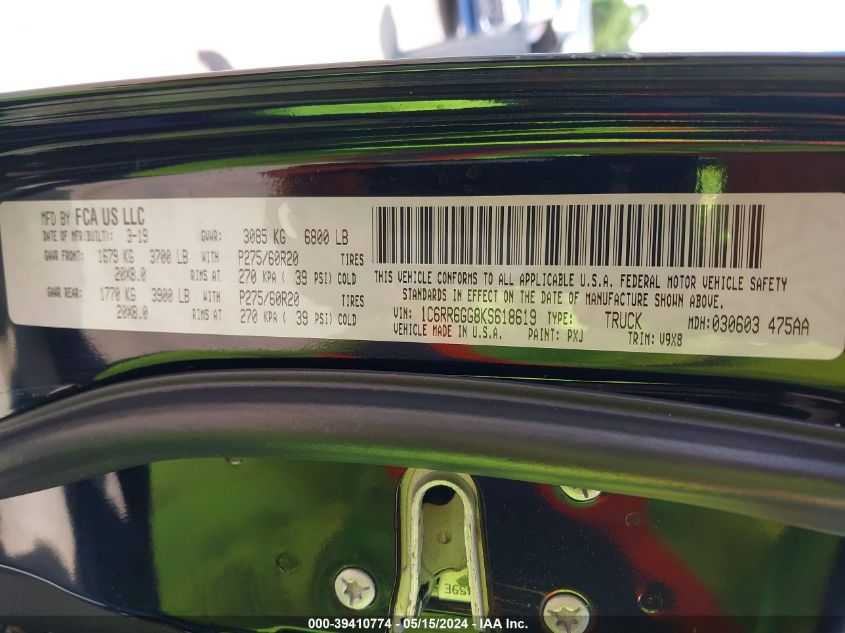 MFD BY FCA US LLC
DATE OF MFR(BUILT): 3-19 GVWR: 3085 KG 6800 LB
GAWR FRONT: 1679 KG 3700 LB WITH P275/60R20 TIRES
20X8.0 RIMS AT 270 KPA ( 39 PSI) COLD
GAWR REAR: 1770 KG 3900 LB WITH P275/60R20 TIRES
20X8.0 RIMS AT 270 KPA ( 39 PSI) COLD
THIS VEHICLE CONFORMS TO ALL APPLICABLE U.S.A. FEDERAL MOTOR VEHICLE SAFETY
STANDARDS IN EFFECT ON THE DATE OF MANUFACTURE SHOWN ABOVE.
VIN: 1C6RR6GG8KS618619 TYPE: TRUCK MDH: 030603 475AA
VEHICLE MADE IN U.S.A. PAINT: PXJ TRIM: V9X8
000-39410774 - 05/15/2024 - IAA Inc.